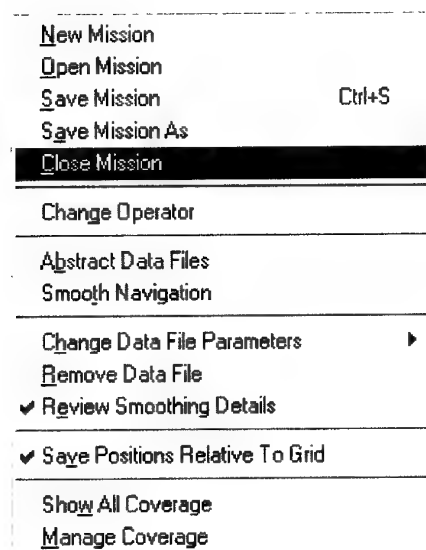 New Mission
Open Mission
Save Mission Ctrl+S
Save Mission As
Close Mission
Change Operator
Abstract Data Files
Smooth Navigation
Change Data File Parameters
Remove Data File
Review Smoothing Details
Save Positions Relative To Grid
Show All Coverage
Manage Coverage